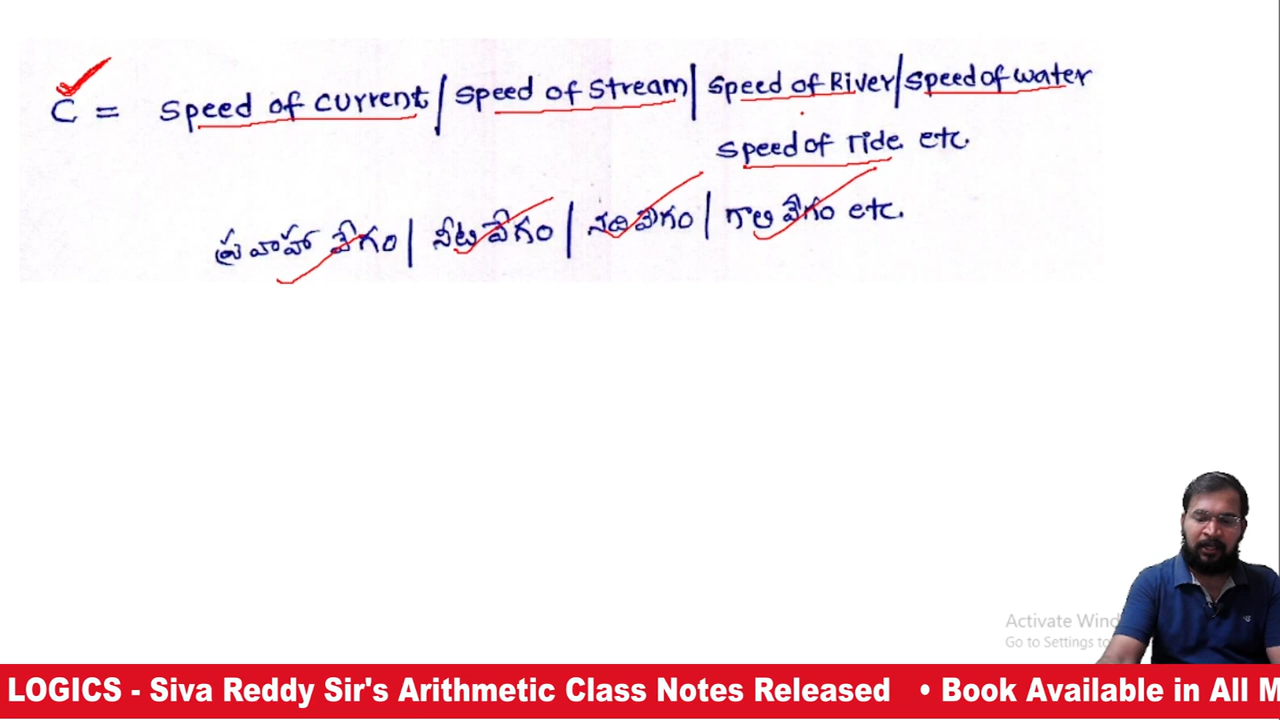 C = Speed of current / Speed of Stream / Speed of River / Speed of water
Speed of ride etc.
ప్రవాహా వేగం | నీటి వేగం | నది వేగం | గాలి వేగం etc.
Activate Wind
Go to Settings to
LOGICS - Siva Reddy Sir's Arithmetic Class Notes Released • Book Available in All M